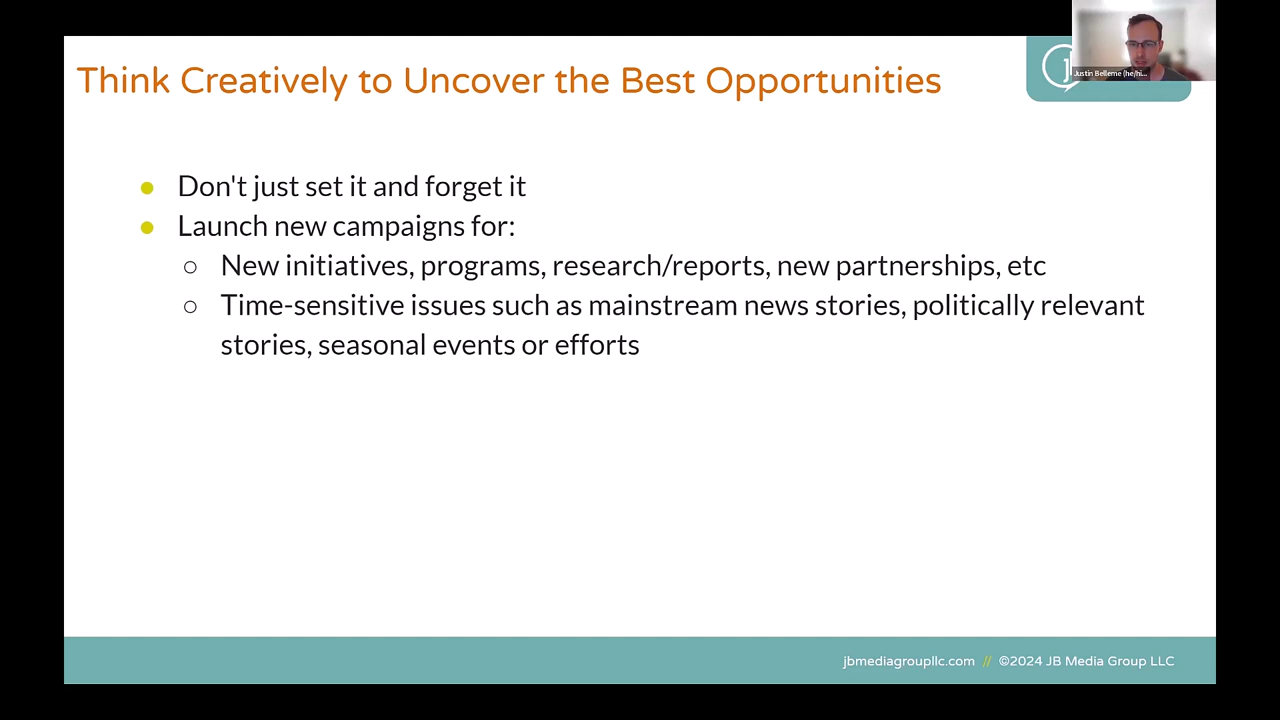 Think Creatively to Uncover the Best Opportunities
j
Justin Belleme (he/hi...
● Don't just set it and forget it
● Launch new campaigns for:
○ New initiatives, programs, research/reports, new partnerships, etc
○ Time-sensitive issues such as mainstream news stories, politically relevant
stories, seasonal events or efforts
jbmediagroupllc.com // ©2024 JB Media Group LLC